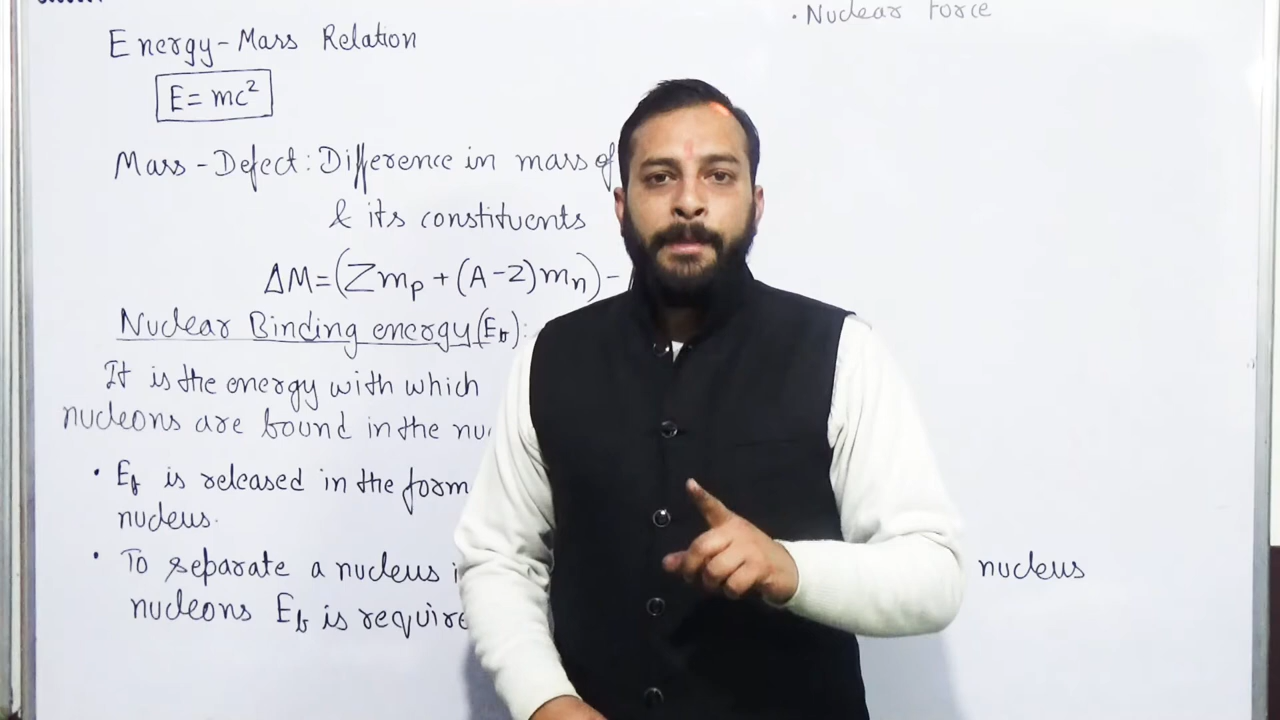 Energy-Mass Relation
· Nuclear Force
E = mc²
Mass-Defect: Difference in mass of
& its constituents
ΔM=(Zmp + (A-Z)mn) -
Nuclear Binding energy (Eb):
It is the energy with which
nucleons are bound in the nu
· Eb is released in the form
nucleus.
· To separate a nucleus i nucleus
nucleons Eb is require